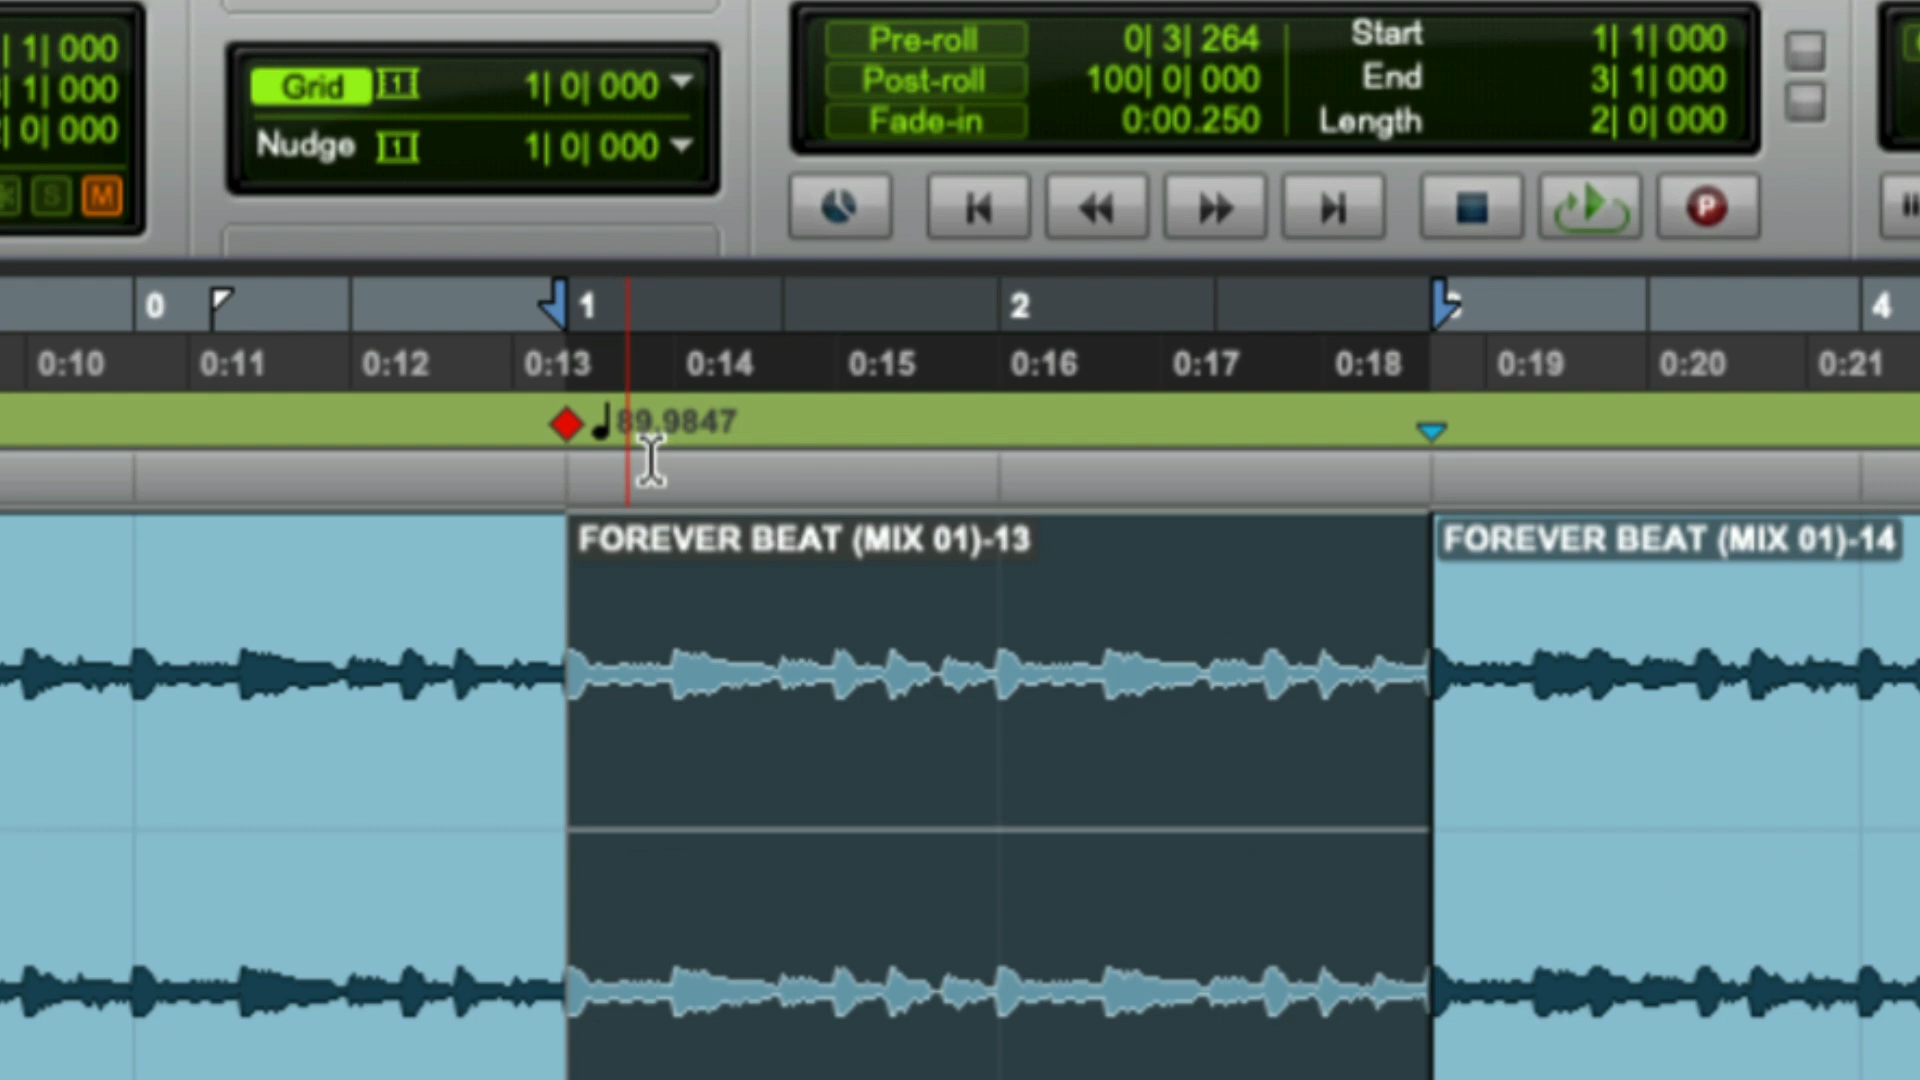 1| 1| 000
1| 1| 000
0| 000
S M
Grid 1| 0| 000
Nudge 1| 0| 000
Pre-roll 0| 3| 264
Post-roll 100| 0| 000
Fade-in 0:00.250
Start 1| 1| 000
End 3| 1| 000
Length 2| 0| 000
P
0 1 2 4
0:10 0:11 0:12 0:13 0:14 0:15 0:16 0:17 0:18 0:19 0:20 0:21
89.9847
FOREVER BEAT (MIX 01)-13
FOREVER BEAT (MIX 01)-14